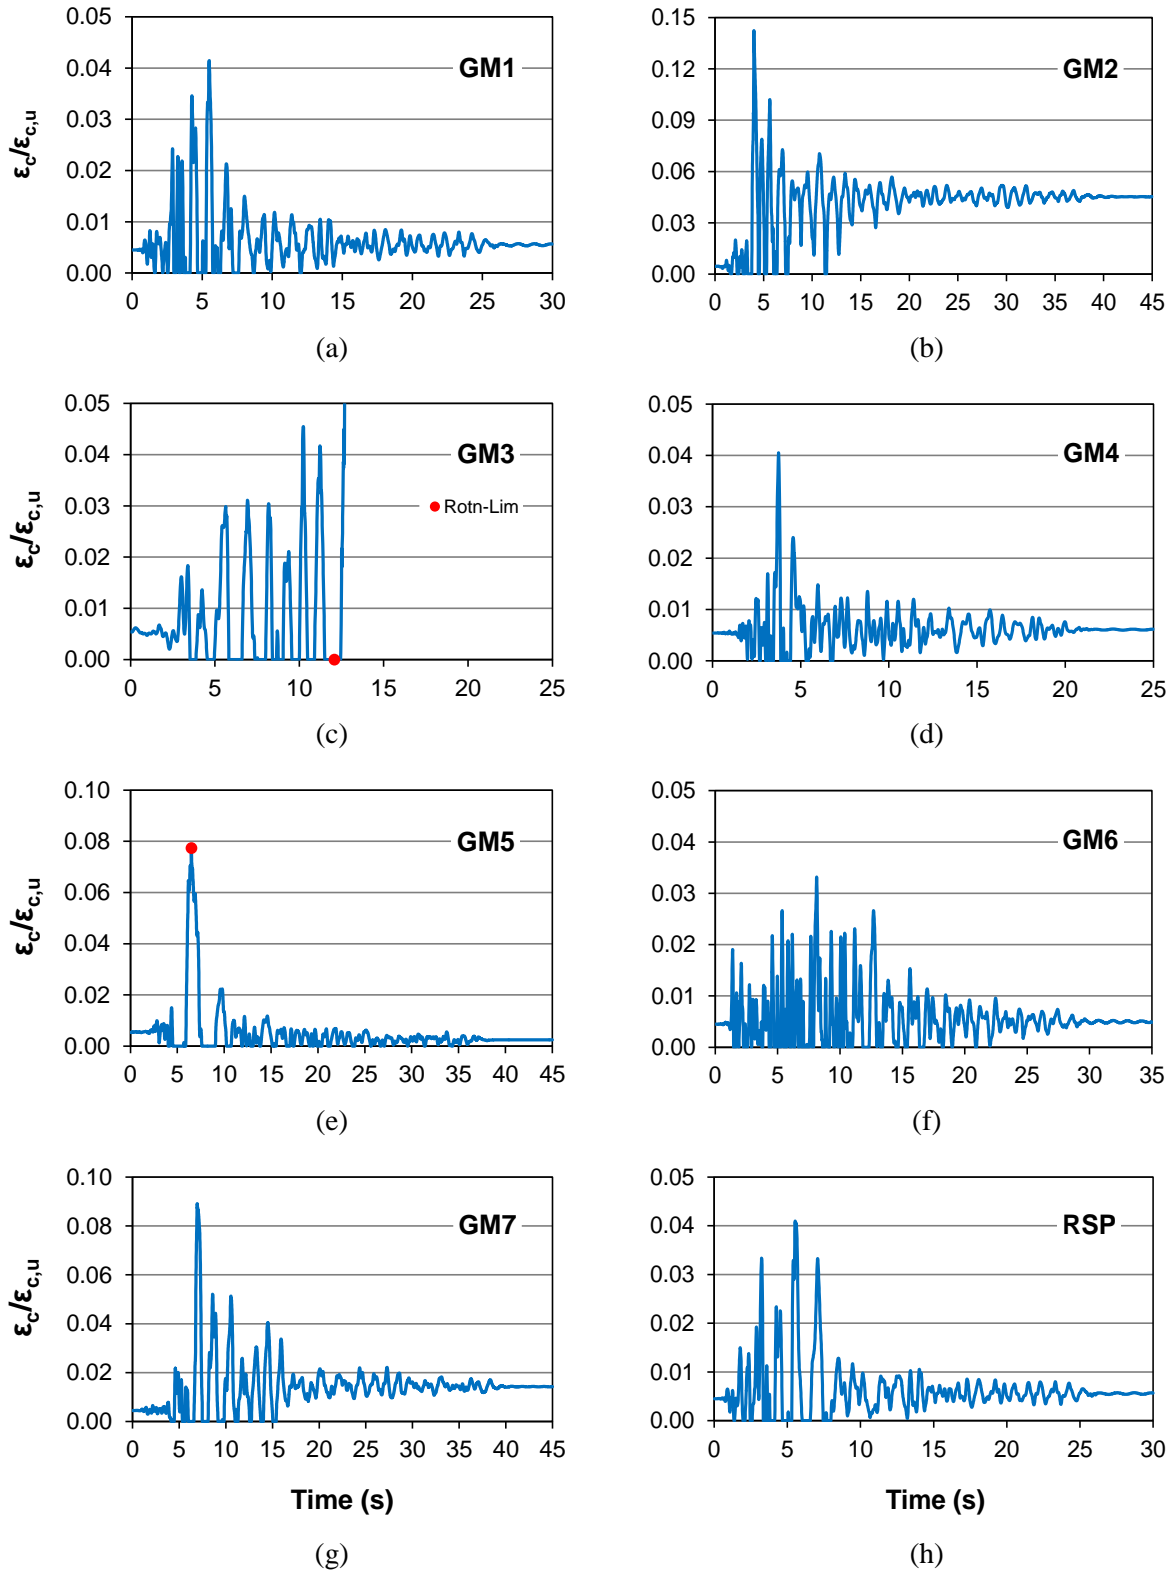 0.05
0.04
0.03
0.02
0.01
0.00
εc/εc,u
GM1
0 5 10 15 20 25 30
(a)
0.15
0.12
0.09
0.06
0.03
0.00
GM2
0 5 10 15 20 25 30 35 40 45
(b)
0.05
0.04
0.03
0.02
0.01
0.00
εc/εc,u
GM3
Rotn-Lim
0 5 10 15 20 25
(c)
0.05
0.04
0.03
0.02
0.01
0.00
GM4
0 5 10 15 20 25
(d)
0.10
0.08
0.06
0.04
0.02
0.00
εc/εc,u
GM5
0 5 10 15 20 25 30 35 40 45
(e)
0.05
0.04
0.03
0.02
0.01
0.00
GM6
0 5 10 15 20 25 30 35
(f)
0.10
0.08
0.06
0.04
0.02
0.00
εc/εc,u
GM7
0 5 10 15 20 25 30 35 40 45
Time (s)
(g)
0.05
0.04
0.03
0.02
0.01
0.00
RSP
0 5 10 15 20 25 30
Time (s)
(h)